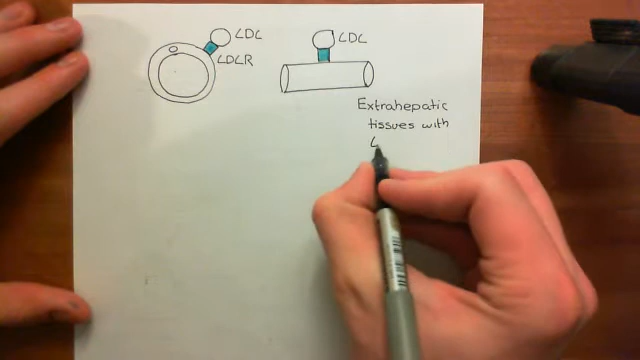 LDL
LDLR
LDL
Extrahepatic
tissues with
L